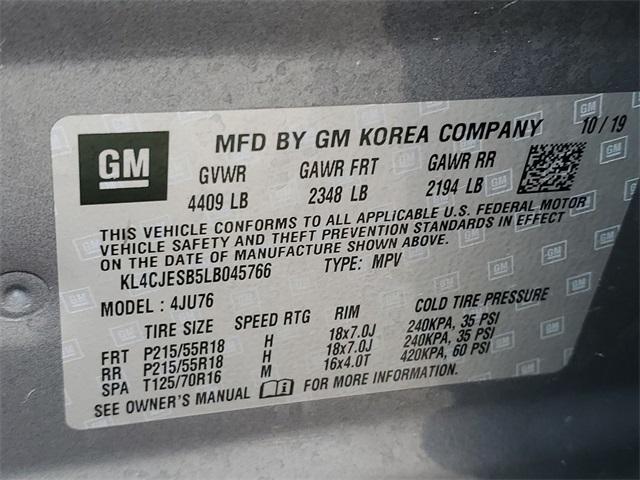 GM
MFD BY GM KOREA COMPANY 10/19
GVWR GAWR FRT GAWR RR
4409 LB 2348 LB 2194 LB
THIS VEHICLE CONFORMS TO ALL APPLICABLE U.S. FEDERAL MOTOR
VEHICLE SAFETY AND THEFT PREVENTION STANDARDS IN EFFECT
ON THE DATE OF MANUFACTURE SHOWN ABOVE.
KL4CJESB5LB045766 TYPE: MPV
MODEL : 4JU76
TIRE SIZE SPEED RTG RIM COLD TIRE PRESSURE
FRT P215/55R18 H 18x7.0J 240KPA, 35 PSI
RR P215/55R18 H 18x7.0J 240KPA, 35 PSI
SPA T125/70R16 M 16x4.0T 420KPA, 60 PSI
SEE OWNER'S MANUAL FOR MORE INFORMATION.